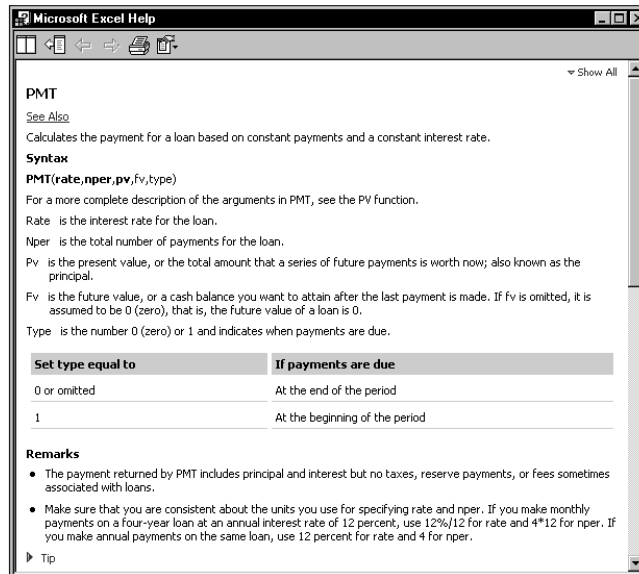 Microsoft Excel Help
Show All
PMT
See Also
Calculates the payment for a loan based on constant payments and a constant interest rate.
Syntax
PMT(rate,nper,pv,fv,type)
For a more complete description of the arguments in PMT, see the PV function.
Rate is the interest rate for the loan.
Nper is the total number of payments for the loan.
Pv is the present value, or the total amount that a series of future payments is worth now; also known as the
principal.
Fv is the future value, or a cash balance you want to attain after the last payment is made. If fv is omitted, it is
assumed to be 0 (zero), that is, the future value of a loan is 0.
Type is the number 0 (zero) or 1 and indicates when payments are due.
Set type equal to If payments are due
0 or omitted At the end of the period
1 At the beginning of the period
Remarks
• The payment returned by PMT includes principal and interest but no taxes, reserve payments, or fees sometimes
associated with loans.
• Make sure that you are consistent about the units you use for specifying rate and nper. If you make monthly
payments on a four-year loan at an annual interest rate of 12 percent, use 12%/12 for rate and 4*12 for nper. If
you make annual payments on the same loan, use 12 percent for rate and 4 for nper.
Tip